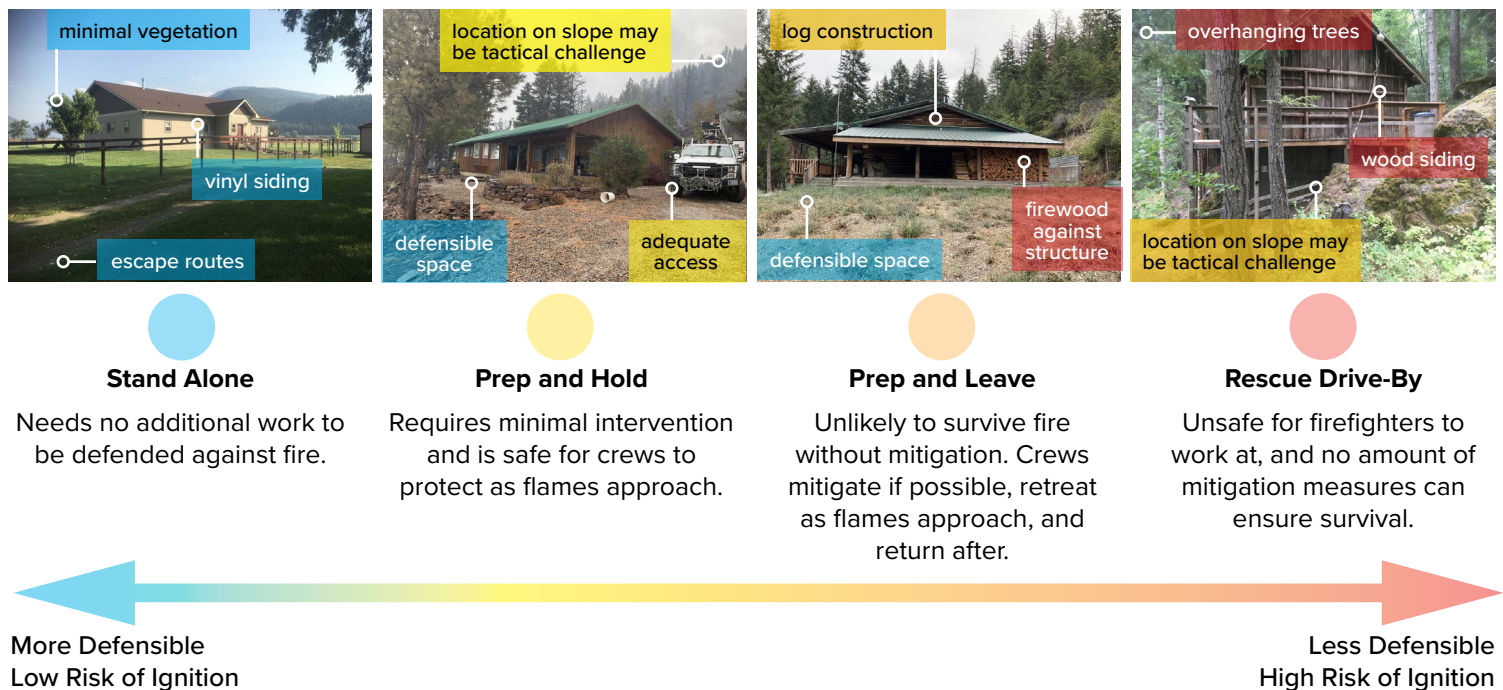 minimal vegetation
vinyl siding
escape routes
location on slope may
be tactical challenge
defensible
space
adequate
access
log construction
defensible space
firewood
against
structure
overhanging trees
wood siding
location on slope may
be tactical challenge
Stand Alone
Needs no additional work to
be defended against fire.
Prep and Hold
Requires minimal intervention
and is safe for crews to
protect as flames approach.
Prep and Leave
Unlikely to survive fire
without mitigation. Crews
mitigate if possible, retreat
as flames approach, and
return after.
Rescue Drive-By
Unsafe for firefighters to
work at, and no amount of
mitigation measures can
ensure survival.
More Defensible
Low Risk of Ignition
Less Defensible
High Risk of Ignition